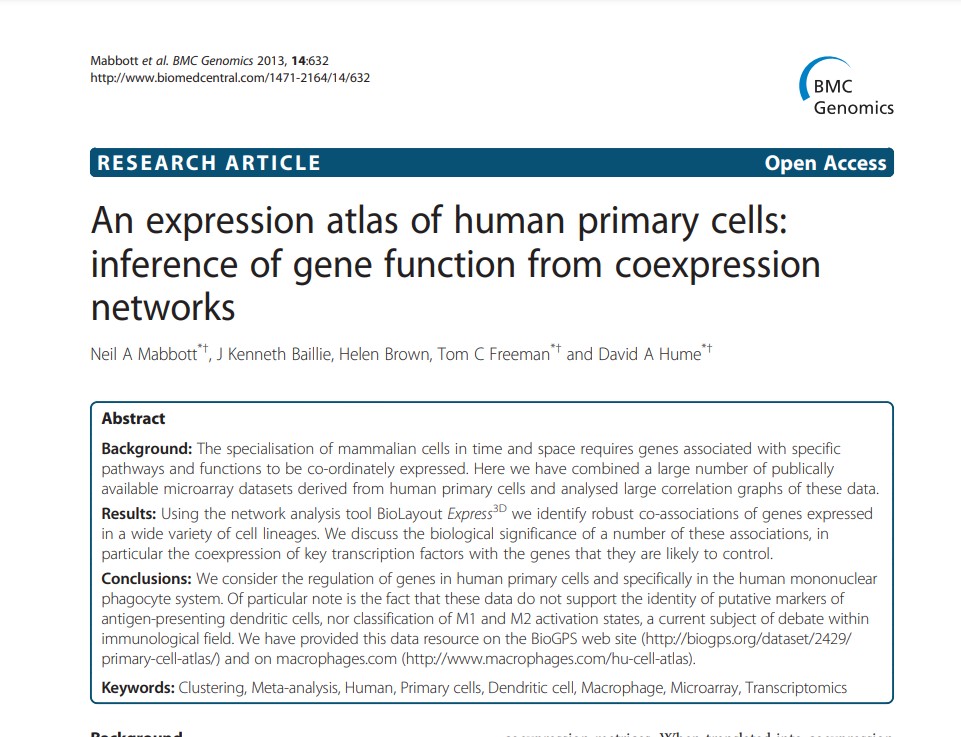 Mabbott et al. BMC Genomics 2013, 14:632
http://www.biomedcentral.com/1471-2164/14/632
BMC
Genomics
RESEARCH ARTICLE Open Access
An expression atlas of human primary cells:
inference of gene function from coexpression
networks
Neil A Mabbott*†, J Kenneth Baillie, Helen Brown, Tom C Freeman*† and David A Hume*†
Abstract
Background: The specialisation of mammalian cells in time and space requires genes associated with specific
pathways and functions to be co-ordinately expressed. Here we have combined a large number of publically
available microarray datasets derived from human primary cells and analysed large correlation graphs of these data.
Results: Using the network analysis tool BioLayout Express3D we identify robust co-associations of genes expressed
in a wide variety of cell lineages. We discuss the biological significance of a number of these associations, in
particular the coexpression of key transcription factors with the genes that they are likely to control.
Conclusions: We consider the regulation of genes in human primary cells and specifically in the human mononuclear
phagocyte system. Of particular note is the fact that these data do not support the identity of putative markers of
antigen-presenting dendritic cells, nor classification of M1 and M2 activation states, a current subject of debate within
immunological field. We have provided this data resource on the BioGPS web site (http://biogps.org/dataset/2429/
primary-cell-atlas/) and on macrophages.com (http://www.macrophages.com/hu-cell-atlas).
Keywords: Clustering, Meta-analysis, Human, Primary cells, Dendritic cell, Macrophage, Microarray, Transcriptomics
Background